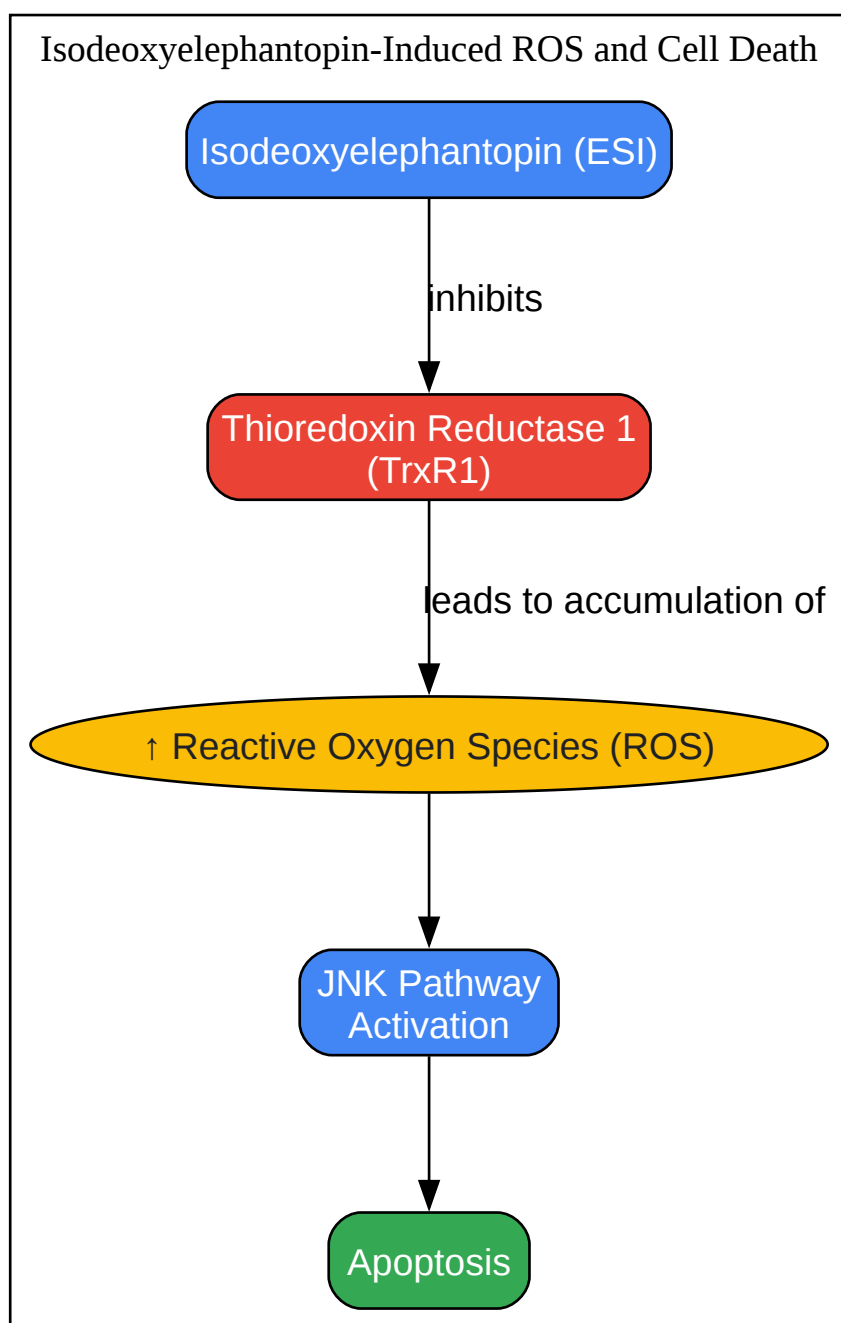 Isodeoxyelephantopin-Induced ROS and Cell Death
Isodeoxyelephantopin (ESI)
inhibits
Thioredoxin Reductase 1
(TrxR1)
leads to accumulation of
↑ Reactive Oxygen Species (ROS)
JNK Pathway
Activation
Apoptosis